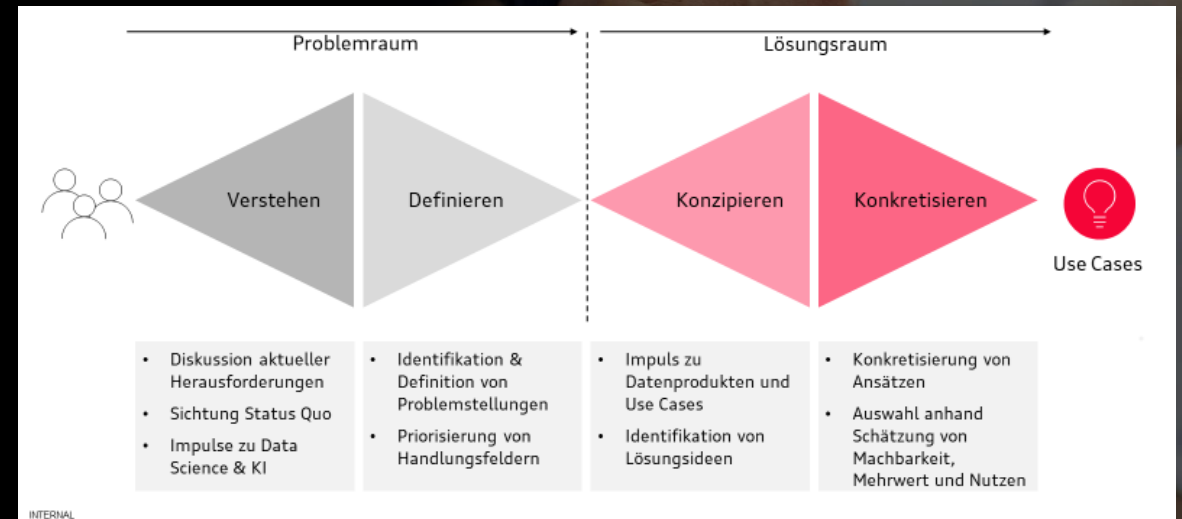 Problemraum
Lösungsraum
Verstehen
Definieren
Konzipieren
Konkretisieren
Use Cases
• Diskussion aktueller
Herausforderungen
• Sichtung Status Quo
• Impulse zu Data
Science & KI
• Identifikation &
Definition von
Problemstellungen
• Priorisierung von
Handlungsfeldern
• Impuls zu
Datenprodukten und
Use Cases
• Identifikation von
Lösungsideen
• Konkretisierung von
Ansätzen
• Auswahl anhand
Schätzung von
Machbarkeit,
Mehrwert und Nutzen
INTERNAL